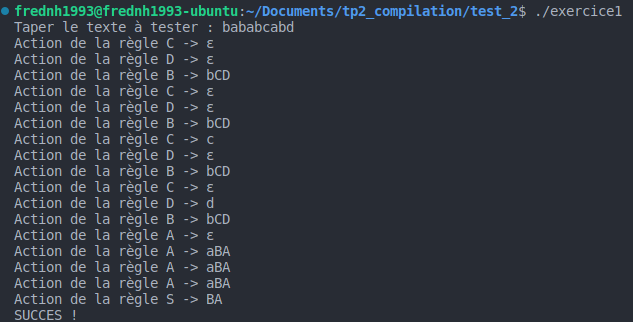 frednh1993@frednh1993-ubuntu:~/Documents/tp2_compilation/test_2$ ./exercice1
Taper le texte à tester : bababcabd
Action de la règle C -> ε
Action de la règle D -> ε
Action de la règle B -> bCD
Action de la règle C -> ε
Action de la règle D -> ε
Action de la règle B -> bCD
Action de la règle C -> c
Action de la règle D -> ε
Action de la règle B -> bCD
Action de la règle C -> ε
Action de la règle D -> d
Action de la règle B -> bCD
Action de la règle A -> ε
Action de la règle A -> aBA
Action de la règle A -> aBA
Action de la règle A -> aBA
Action de la règle S -> BA
SUCCES !